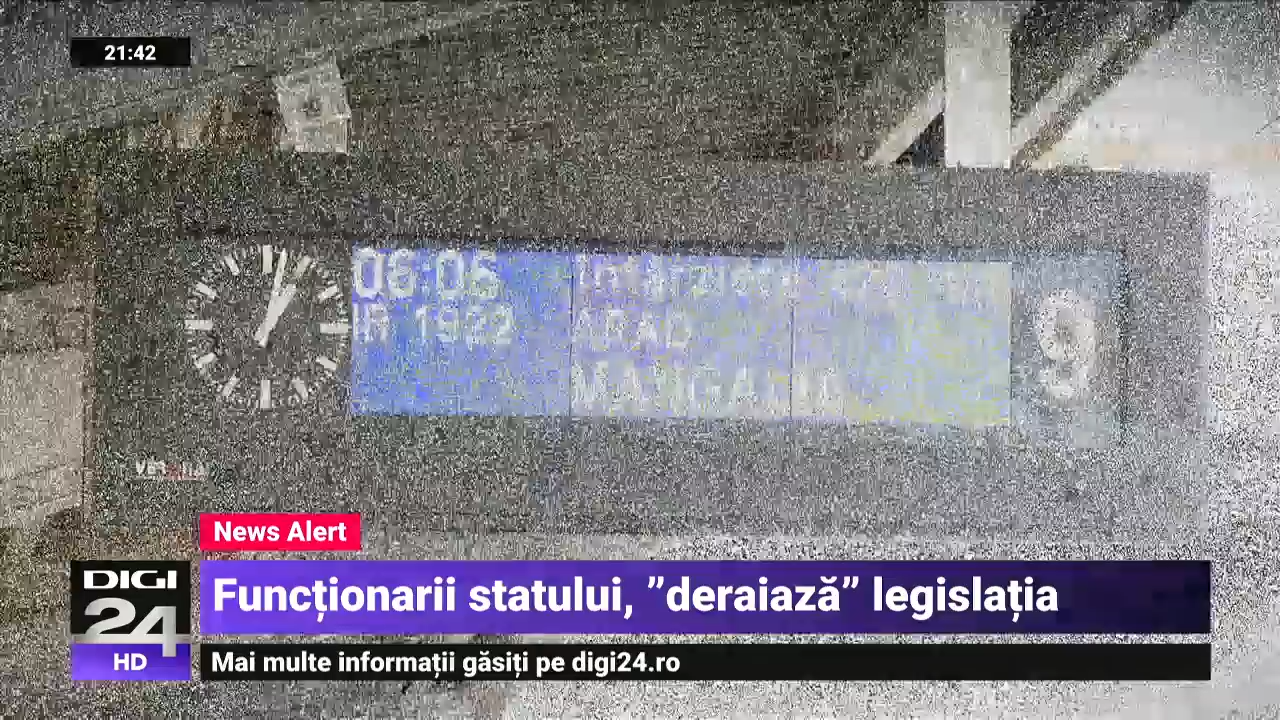 21:42
06:06
IR 1922
ARAD
9
News Alert
DIGI
24
HD
Funcționarii statului, ”deraiază” legislația
Mai multe informații găsiți pe digi24.ro